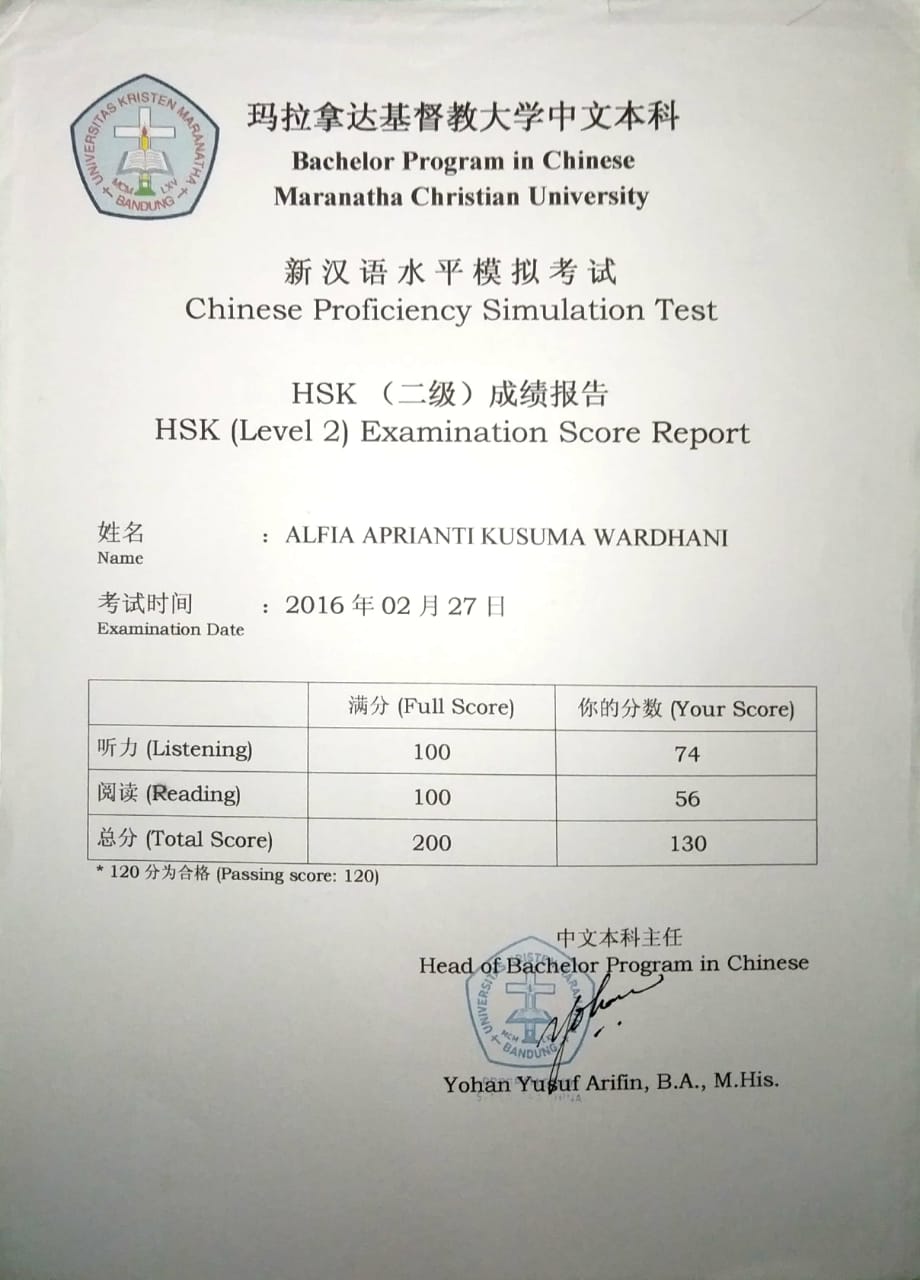 UNIVERSITAS KRISTEN MARANATHA
MCM LXV
BANDUNG
玛拉拿达基督教大学中文本科
Bachelor Program in Chinese
Maranatha Christian University
新汉语水平模拟考试
Chinese Proficiency Simulation Test
HSK （二级）成绩报告
HSK (Level 2) Examination Score Report
姓名 : ALFIA APRIANTI KUSUMA WARDHANI
Name
考试时间 : 2016 年 02 月 27 日
Examination Date
满分 (Full Score) 你的分数 (Your Score)
听力 (Listening) 100 74
阅读 (Reading) 100 56
总分 (Total Score) 200 130
* 120 分为合格 (Passing score: 120)
中文本科主任
Head of Bachelor Program in Chinese
UNIVERSITAS KRISTEN MARANATHA
MCM LXV
BANDUNG
Yohan
Yohan Yusuf Arifin, B.A., M.His.